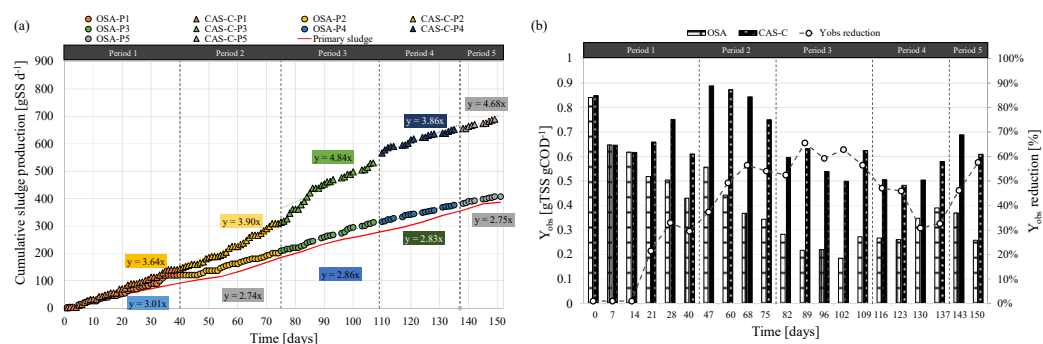 (a)
OSA-P1 CAS-C-P1 OSA-P2 CAS-C-P2
OSA-P3 CAS-C-P3 OSA-P4 CAS-C-P4
OSA-P5 CAS-C-P5 Primary sludge
Period 1 Period 2 Period 3 Period 4 Period 5
Cumulative sludge production [gSS d⁻¹]
900
800
700
600
500
400
300
200
100
0
y = 4.68x
y = 3.86x
y = 4.84x
y = 3.90x
y = 3.64x
y = 2.75x
y = 2.83x
y = 2.86x
y = 2.74x
y = 3.01x
0 10 20 30 40 50 60 70 80 90 100 110 120 130 140 150
Time [days]
(b)
OSA CAS-C Yobs reduction
Period 1 Period 2 Period 3 Period 4 Period 5
Y_obs [gTSS gCOD⁻¹]
1
0.9
0.8
0.7
0.6
0.5
0.4
0.3
0.2
0.1
0
100%
90%
80%
70%
60%
50%
40%
30%
20%
10%
0%
Y_obs reduction [%]
0 7 14 21 28 40 47 60 68 75 82 89 96 102 109 116 123 130 137 143 150
Time [days]